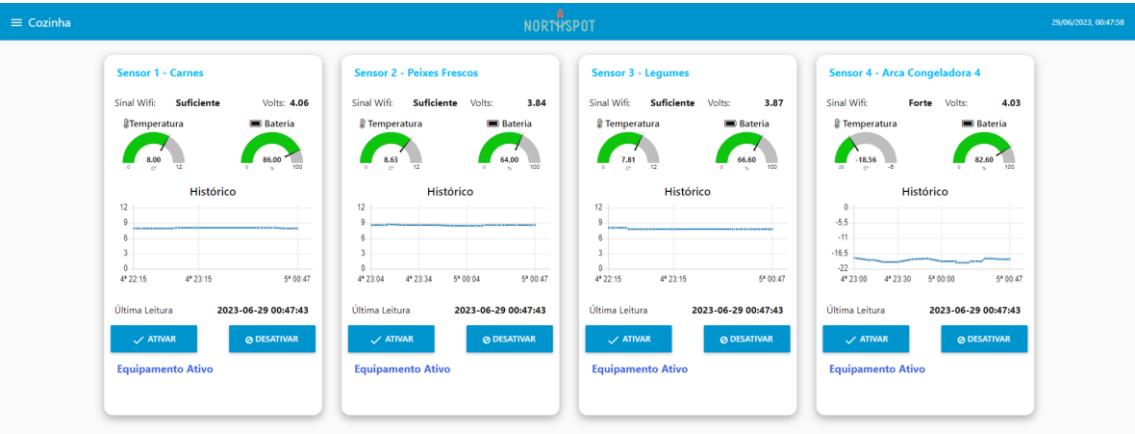 Cozinha
NORTHSPOT
29/06/2023, 00:47:58
Sensor 1 - Carnes
Sinal Wifi: Suficiente Volts: 4.06
Temperatura Bateria
8.00 86.00
0 Cº 12 0 % 100
Histórico
12
9
6
3
0
4ª 22:15 4ª 23:15 5ª 00:47
Última Leitura 2023-06-29 00:47:43
ATIVAR DESATIVAR
Equipamento Ativo
Sensor 2 - Peixes Frescos
Sinal Wifi: Suficiente Volts: 3.84
Temperatura Bateria
8.63 64.00
0 Cº 12 0 % 100
Histórico
12
9
6
3
0
4ª 23:04 4ª 23:34 5ª 00:04 5ª 00:47
Última Leitura 2023-06-29 00:47:43
ATIVAR DESATIVAR
Equipamento Ativo
Sensor 3 - Legumes
Sinal Wifi: Suficiente Volts: 3.87
Temperatura Bateria
7.81 66.60
0 Cº 12 0 % 100
Histórico
12
9
6
3
0
4ª 22:15 4ª 23:15 5ª 00:47
Última Leitura 2023-06-29 00:47:43
ATIVAR DESATIVAR
Equipamento Ativo
Sensor 4 - Arca Congeladora 4
Sinal Wifi: Forte Volts: 4.03
Temperatura Bateria
-18.56 82.60
Cº -5 0 % 100
Histórico
0
-5,5
-11
-16,5
-22
4ª 23:00 4ª 23:30 5ª 00:00 5ª 00:47
Última Leitura 2023-06-29 00:47:43
ATIVAR DESATIVAR
Equipamento Ativo